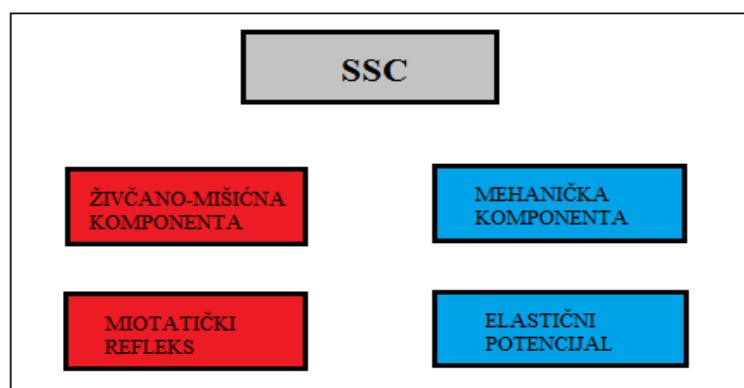 SSC
ŽIVČANO-MIŠIĆNA
KOMPONENTA
MEHANIČKA
KOMPONENTA
MIOTATIČKI
REFLEKS
ELASTIČNI
POTENCIJAL